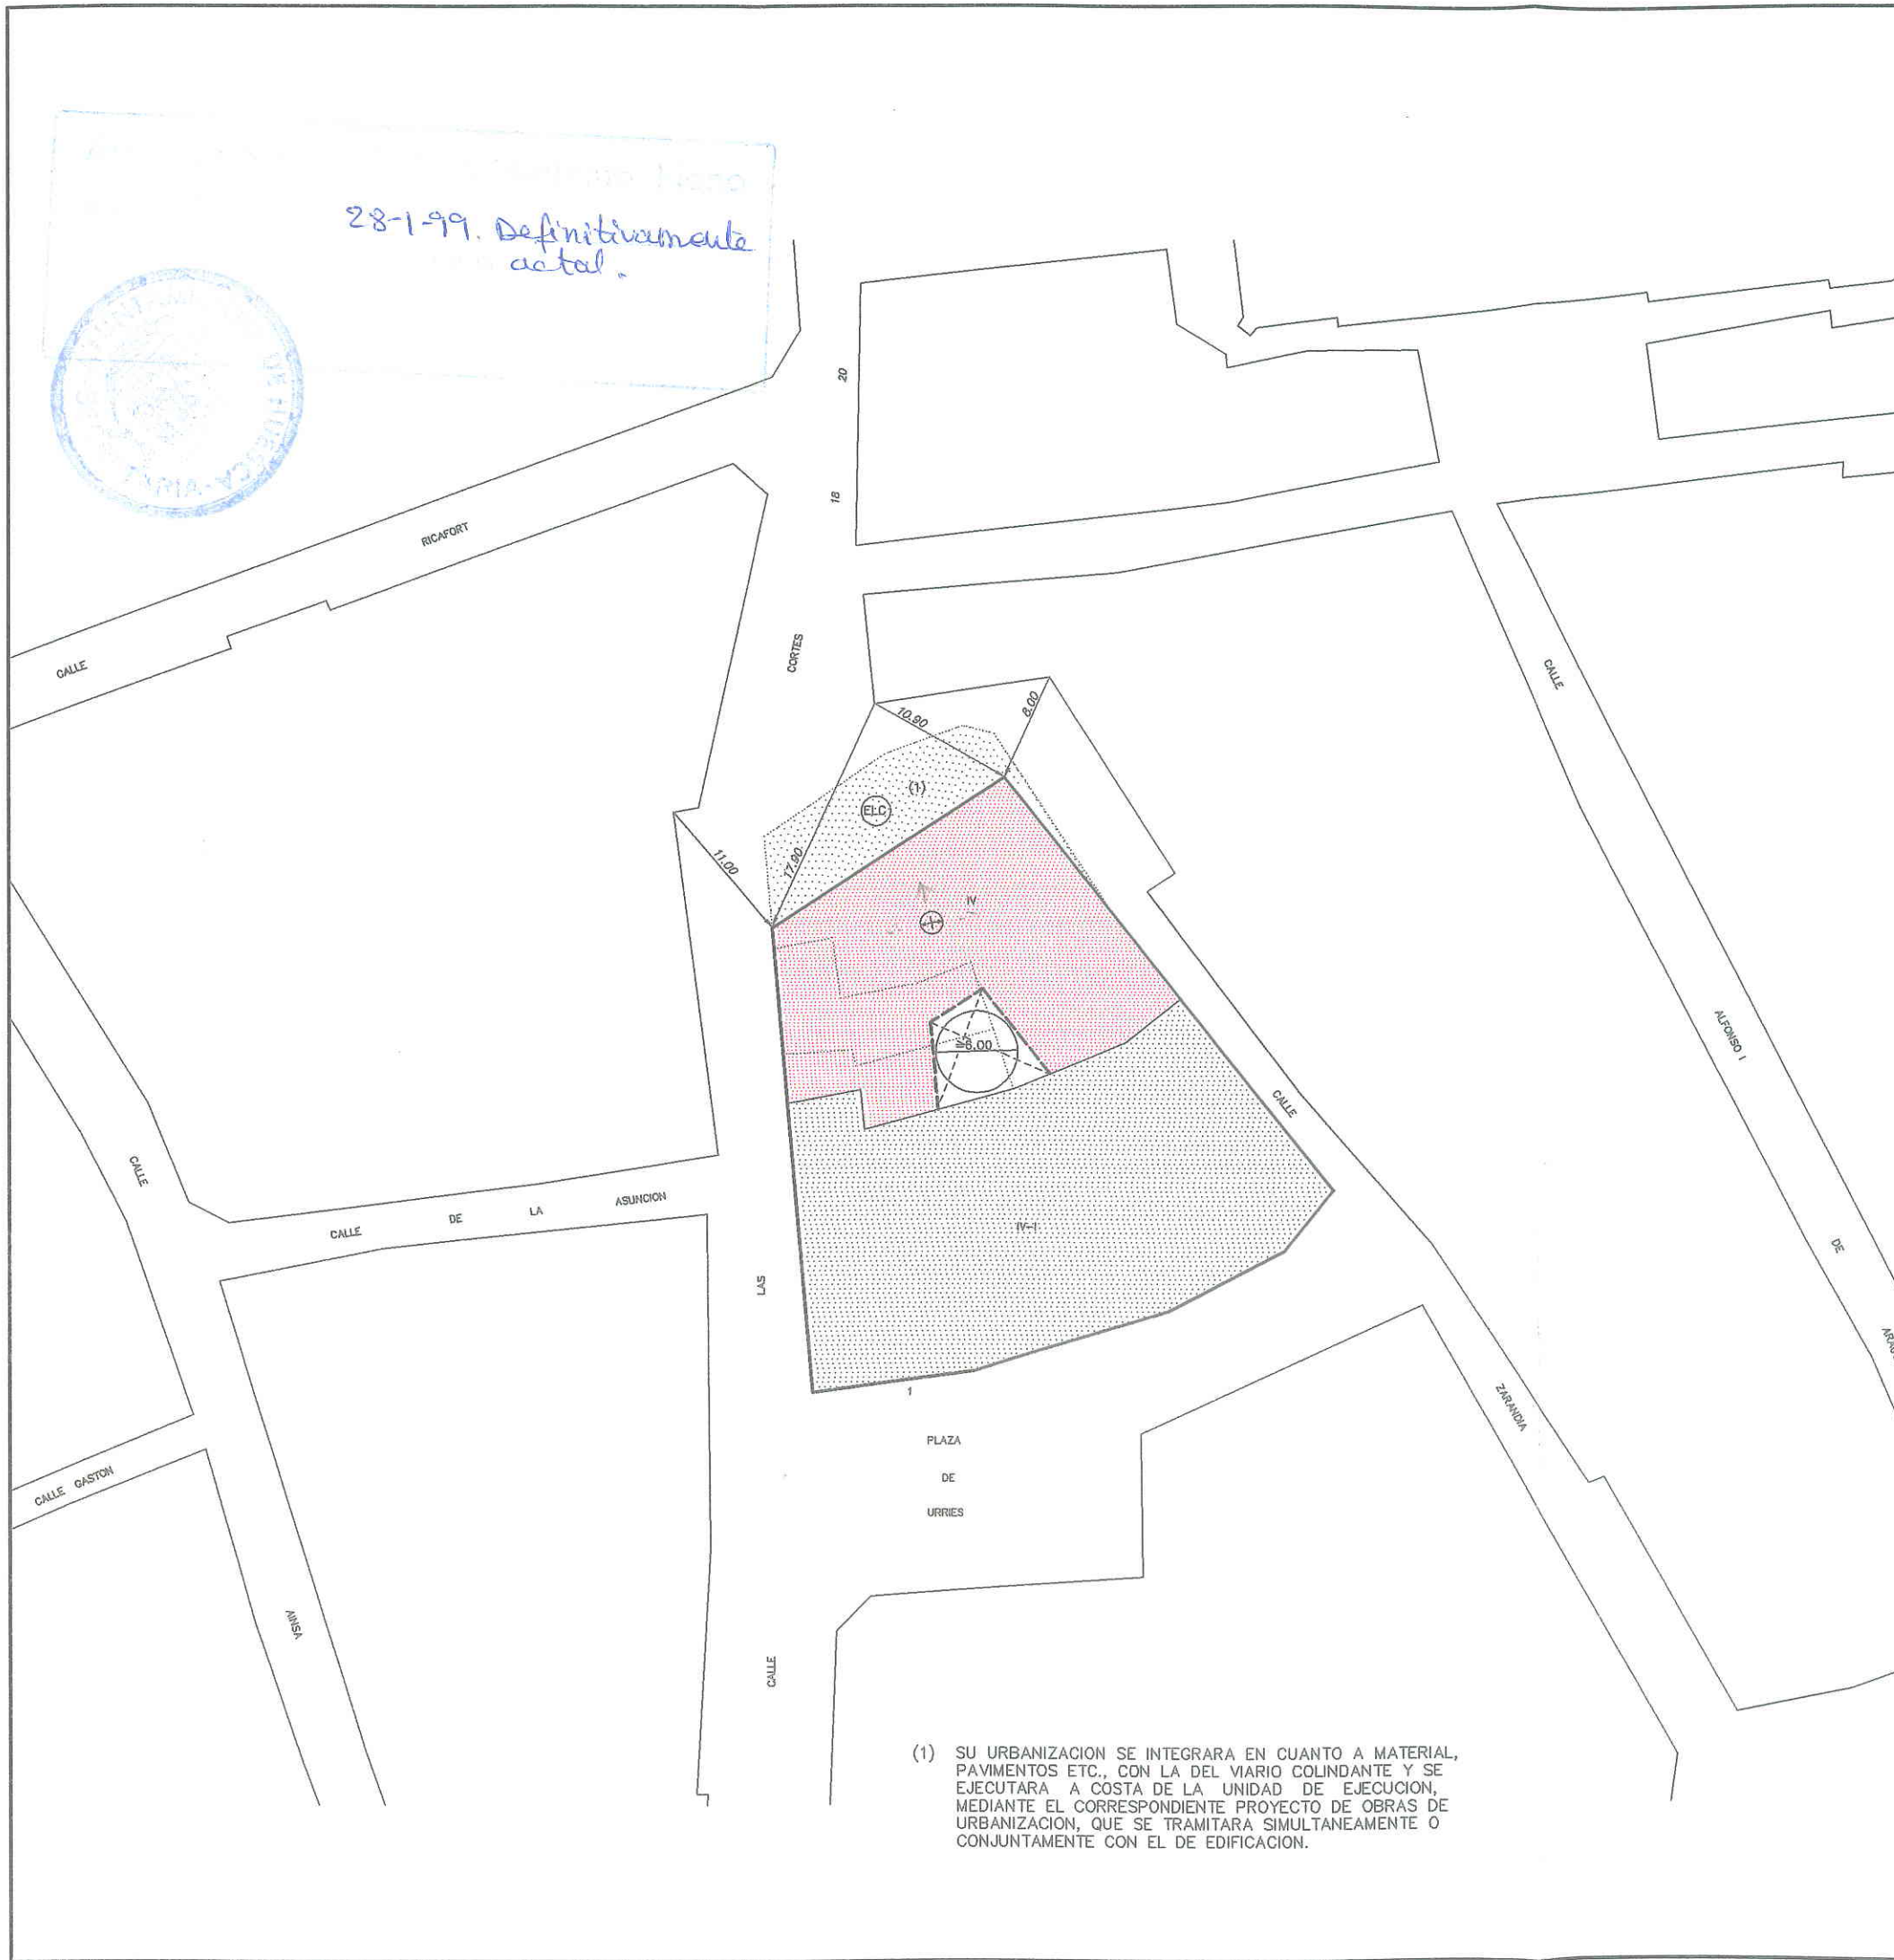 28-1-99. Definitivamente
actal.
DE HUESCA
20
18
RICAFORT
CALLE
CORTES
CALLE
10.90
8.00
(1)
ELC
11.00
17.90
IV
ALFONSO I
≥6.00
CALLE
CALLE
CALLE DE LA ASUNCION
IV-I
DE
LAS
1
ZARANDIA
PLAZA
DE
URRIES
CALLE GASTON
AINSA
CALLE
(1) SU URBANIZACION SE INTEGRARA EN CUANTO A MATERIAL,
PAVIMENTOS ETC., CON LA DEL VIARIO COLINDANTE Y SE
EJECUTARA A COSTA DE LA UNIDAD DE EJECUCION,
MEDIANTE EL CORRESPONDIENTE PROYECTO DE OBRAS DE
URBANIZACION, QUE SE TRAMITARA SIMULTANEAMENTE O
CONJUNTAMENTE CON EL DE EDIFICACION.